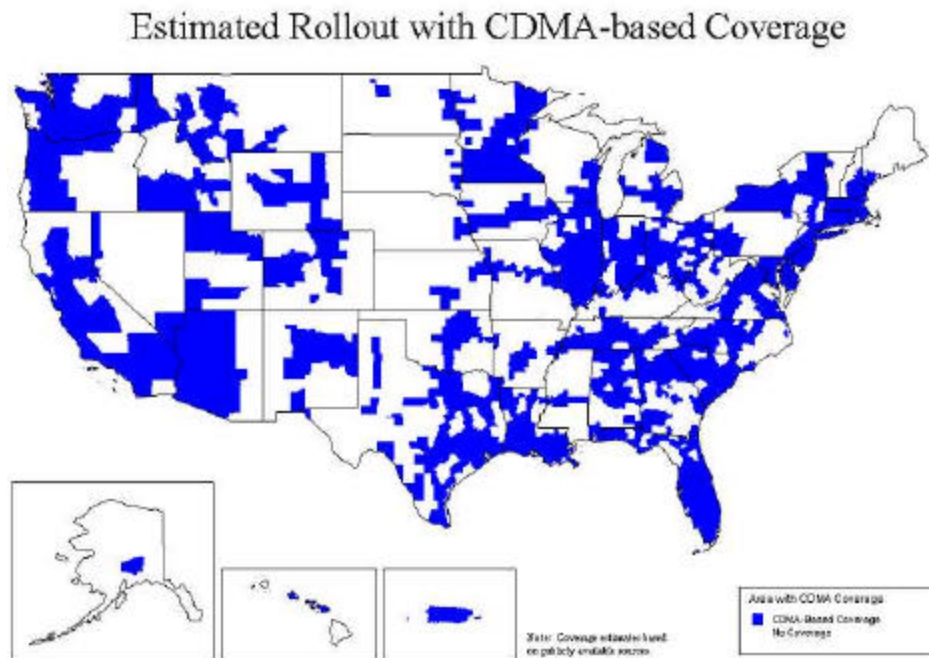 Estimated Rollout with CDMA-based Coverage
Note: Coverage estimates based
on publicly available sources.
Area with CDMA Coverage
CDMA-Based Coverage
No Coverage